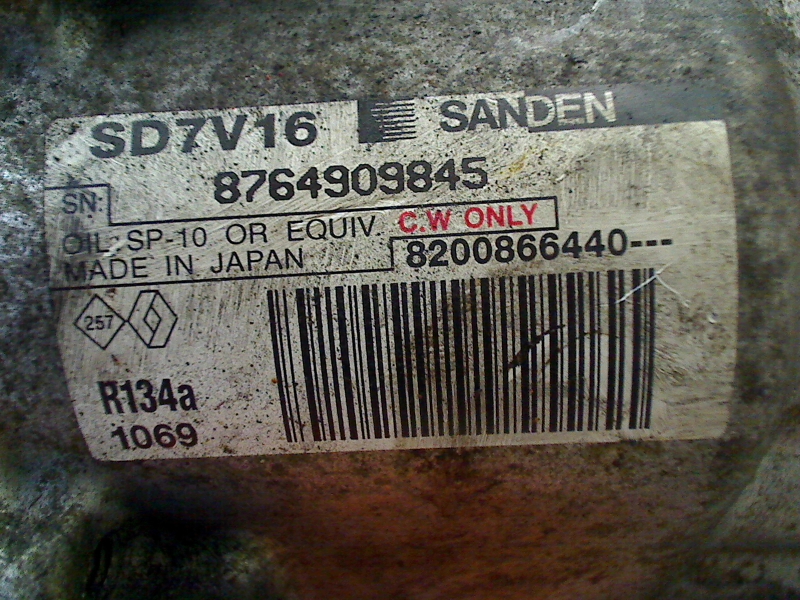 SD7V16 SANDEN
SN. 8764909845
OIL: SP-10 OR EQUIV. C.W ONLY
MADE IN JAPAN 8200866440---
257
R134a
1069